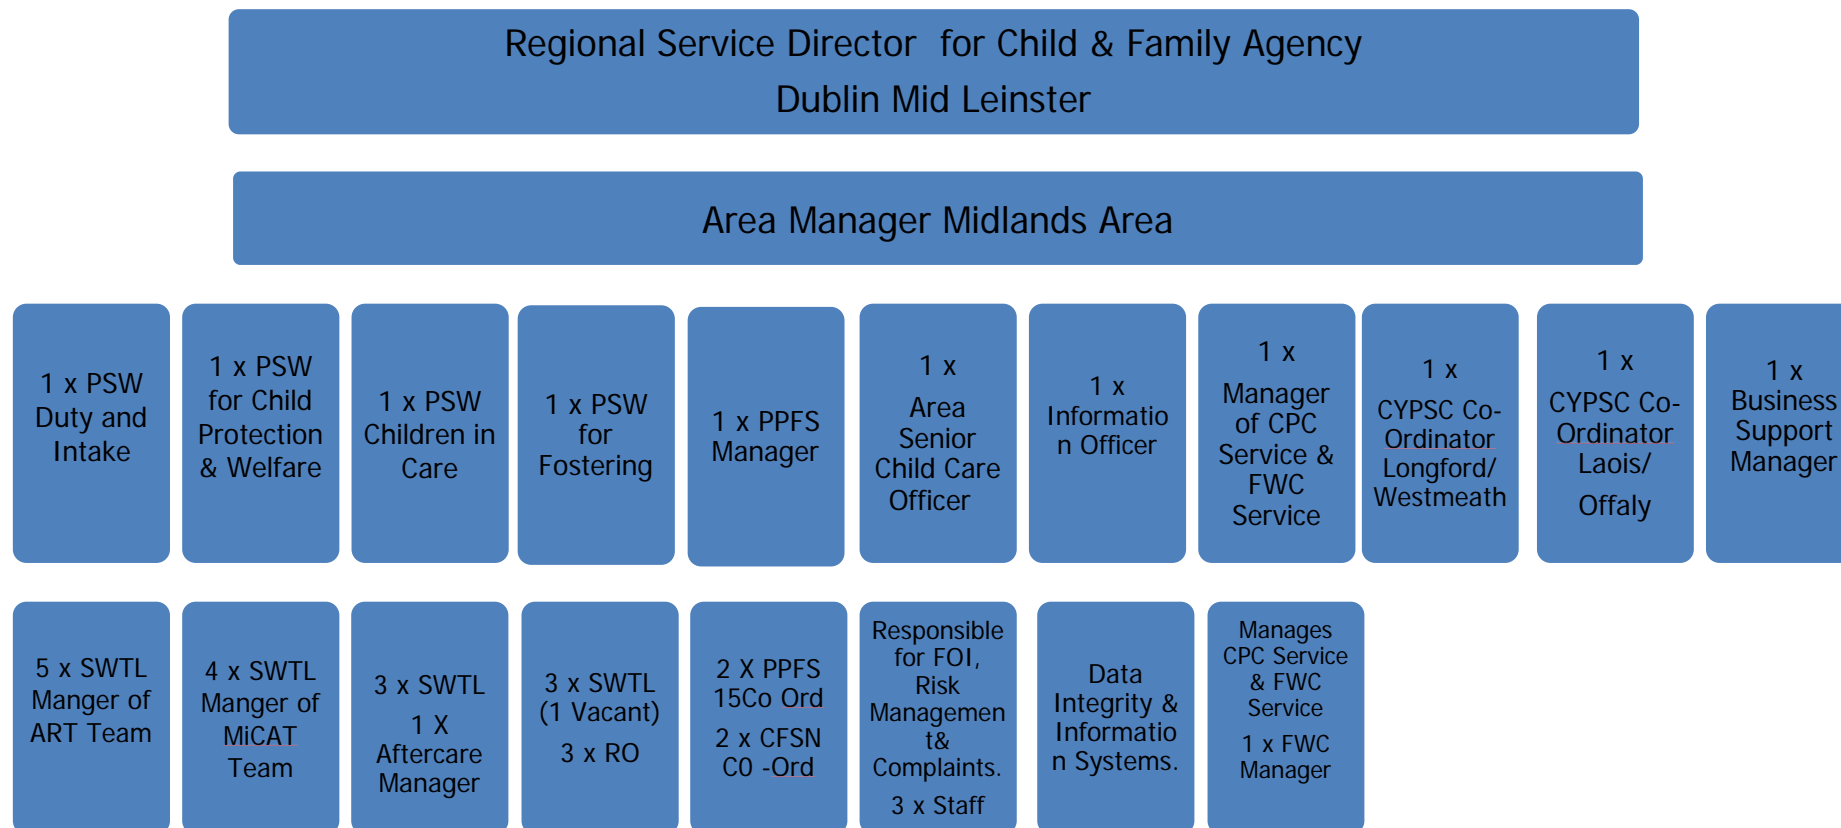 Regional Service Director  for Child & Family Agency
Dublin Mid Leinster
Area Manager Midlands Area
1 x PSW
Duty and
Intake
1 x PSW
for Child
Protection
& Welfare
1 x PSW
Children in
Care
1 x PSW
for
Fostering
1 x PPFS
Manager
1 x
Area
Senior
Child Care
Officer
1 x
Informatio
n Officer
1 x
Manager
of CPC
Service &
FWC
Service
1 x
CYPSC Co-
Ordinator
Longford/
Westmeath
1 x
CYPSC Co-
Ordinator
Laois/
Offaly
1 x
Business
Support
Manager
5 x SWTL
Manger of
ART Team
4 x SWTL
Manger of
MiCAT
Team
3 x SWTL
1 X
Aftercare
Manager
3 x SWTL
(1 Vacant)
3 x RO
2 X PPFS
15Co Ord
2 x CFSN
C0 -Ord
Responsible
for FOI,
Risk
Managemen
t&
Complaints.
3 x Staff
Data
Integrity &
Informatio
n Systems.
Manages
CPC Service
& FWC
Service
1 x FWC
Manager